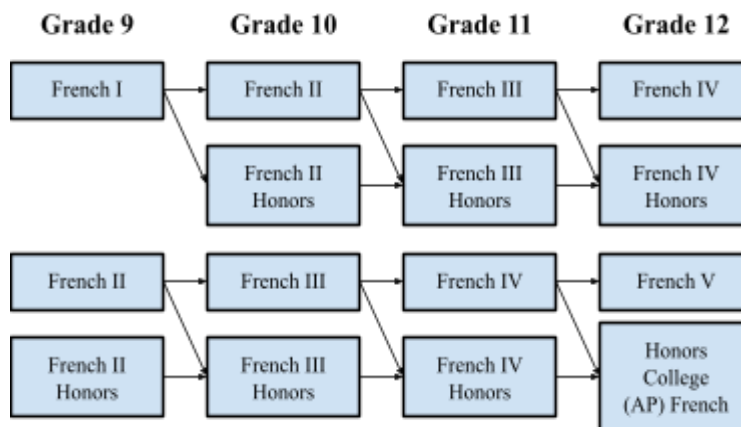 Grade 9 Grade 10 Grade 11 Grade 12
French I French II French III French IV
French II French III French IV
Honors Honors Honors
French II French III French IV French V
French II French III French IV Honors
Honors Honors Honors College
(AP) French